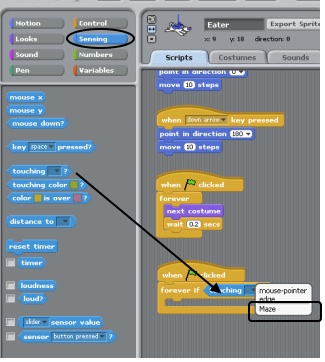 Motion
Control
Looks
Sensing
Sound
Numbers
Pen
Variables
mouse x
mouse y
mouse down?
key space pressed?
touching ?
touching color ?
color is over ?
distance to
reset timer
timer
loudness
loud?
slider sensor value
sensor button pressed ?
Eater
Export Sprite
x: 9 y: 18 direction: 0
Scripts
Costumes
Sounds
point in direction 0
move 10 steps
when down arrow key pressed
point in direction 180
move 10 steps
when clicked
forever
next costume
wait 0.2 secs
when clicked
forever if touching
mouse-pointer
edge
Maze